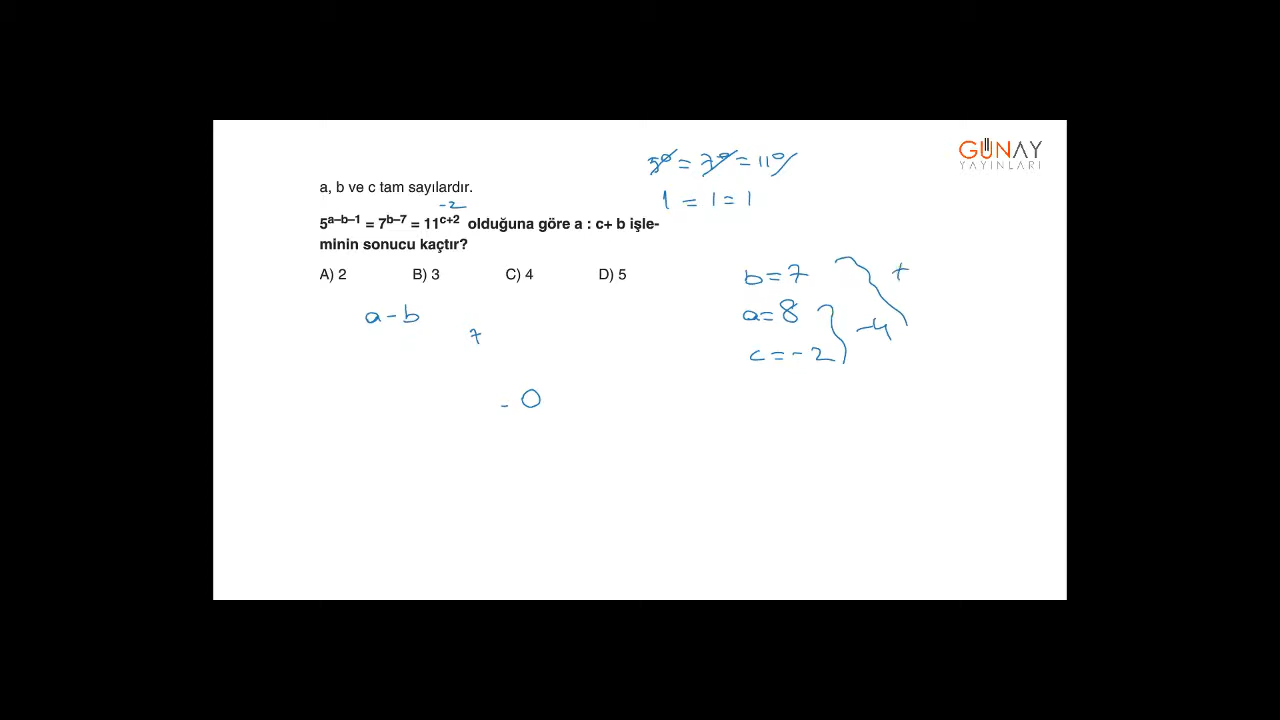 GÜNAY
YAYINLARI
5⁰ = 7⁰ = 11⁰
1 = 1 = 1
a, b ve c tam sayılardır.
-2
5^{a–b–1} = 7^{b–7} = 11^{c+2} olduğuna göre a : c+ b işle-
minin sonucu kaçtır?
A) 2 B) 3 C) 4 D) 5
a - b
7
- 0
b = 7
a = 8
c = - 2
-4
+